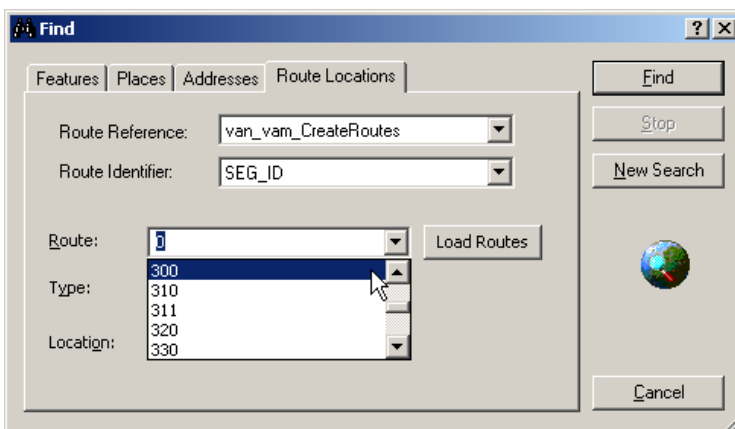 Find
Features Places Addresses Route Locations
Route Reference: van_vam_CreateRoutes
Route Identifier: SEG_ID
Route: 0 Load Routes
300
310
311
320
330
Type:
Location:
Find
Stop
New Search
Cancel